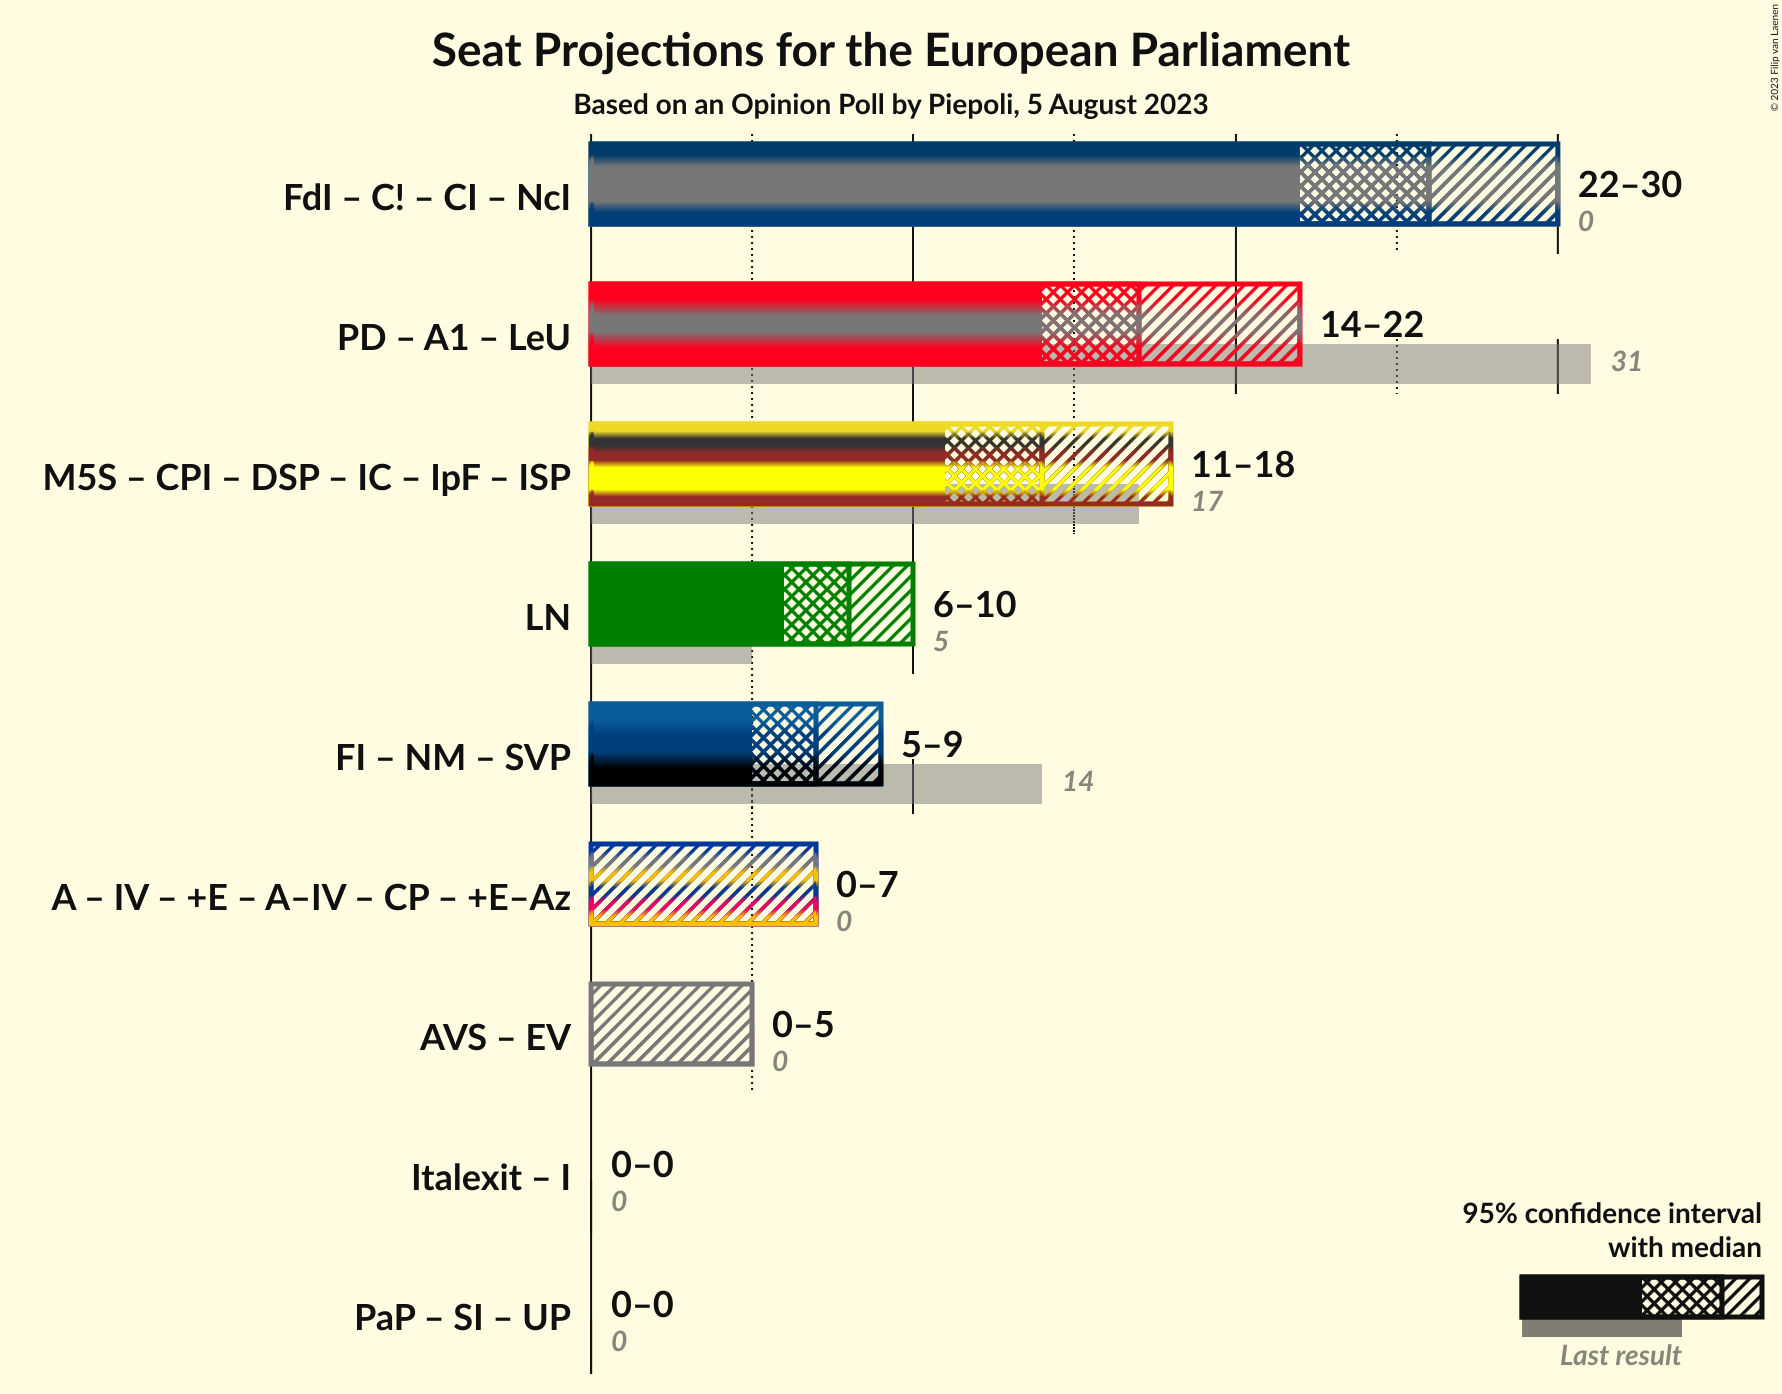 Seat Projections for the European Parliament
Based on an Opinion Poll by Piepoli, 5 August 2023
© 2023 Filip van Laenen
FdI – C! – CI – NcI
22–30
0
PD – A1 – LeU
14–22
31
M5S – CPI – DSP – IC – IpF – ISP
11–18
17
LN
6–10
5
FI – NM – SVP
5–9
14
A – IV – +E – A–IV – CP – +E–Az
0–7
0
AVS – EV
0–5
0
Italexit – I
0–0
0
PaP – SI – UP
0–0
0
95% confidence interval
with median
Last result